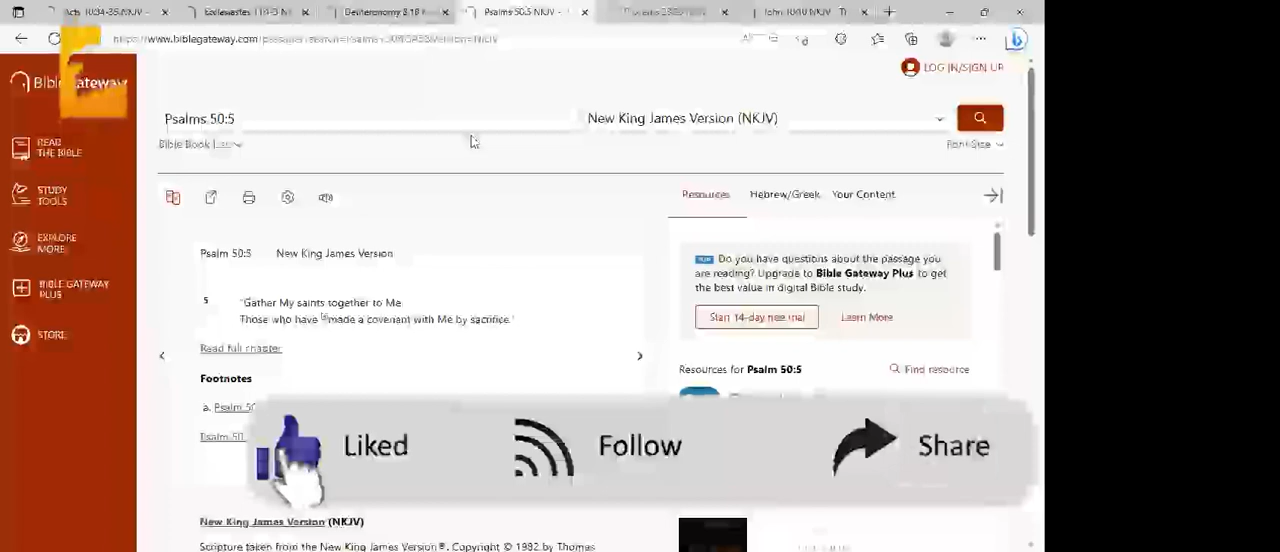 Acts 10:34-35 NKJV
Ecclesiastes 11:1-3 N
Deuteronomy 8:18
Psalms 50:5 NKJV -
John 10:10 NKJV
www.biblegateway.com
BibleGateway
LOG IN/SIGN UP
Psalms 50:5
New King James Version (NKJV)
Bible Book List
Font Size
READ
THE BIBLE
STUDY
TOOLS
EXPLORE
MORE
BIBLE GATEWAY
PLUS
STORE
Resources
Hebrew/Greek
Your Content
Psalm 50:5 New King James Version
5 "Gather My saints together to Me
Those who have made a covenant with Me by sacrifice."
Read full chapter
Footnotes
a. Psalm 50
Psalm 50
Do you have questions about the passage you
are reading? Upgrade to Bible Gateway Plus to get
the best value in digital Bible study.
Start 14-day free trial
Learn More
Resources for Psalm 50:5
Find resource
Liked
Follow
Share
New King James Version (NKJV)
Scripture taken from the New King James Version®. Copyright © 1982 by Thomas